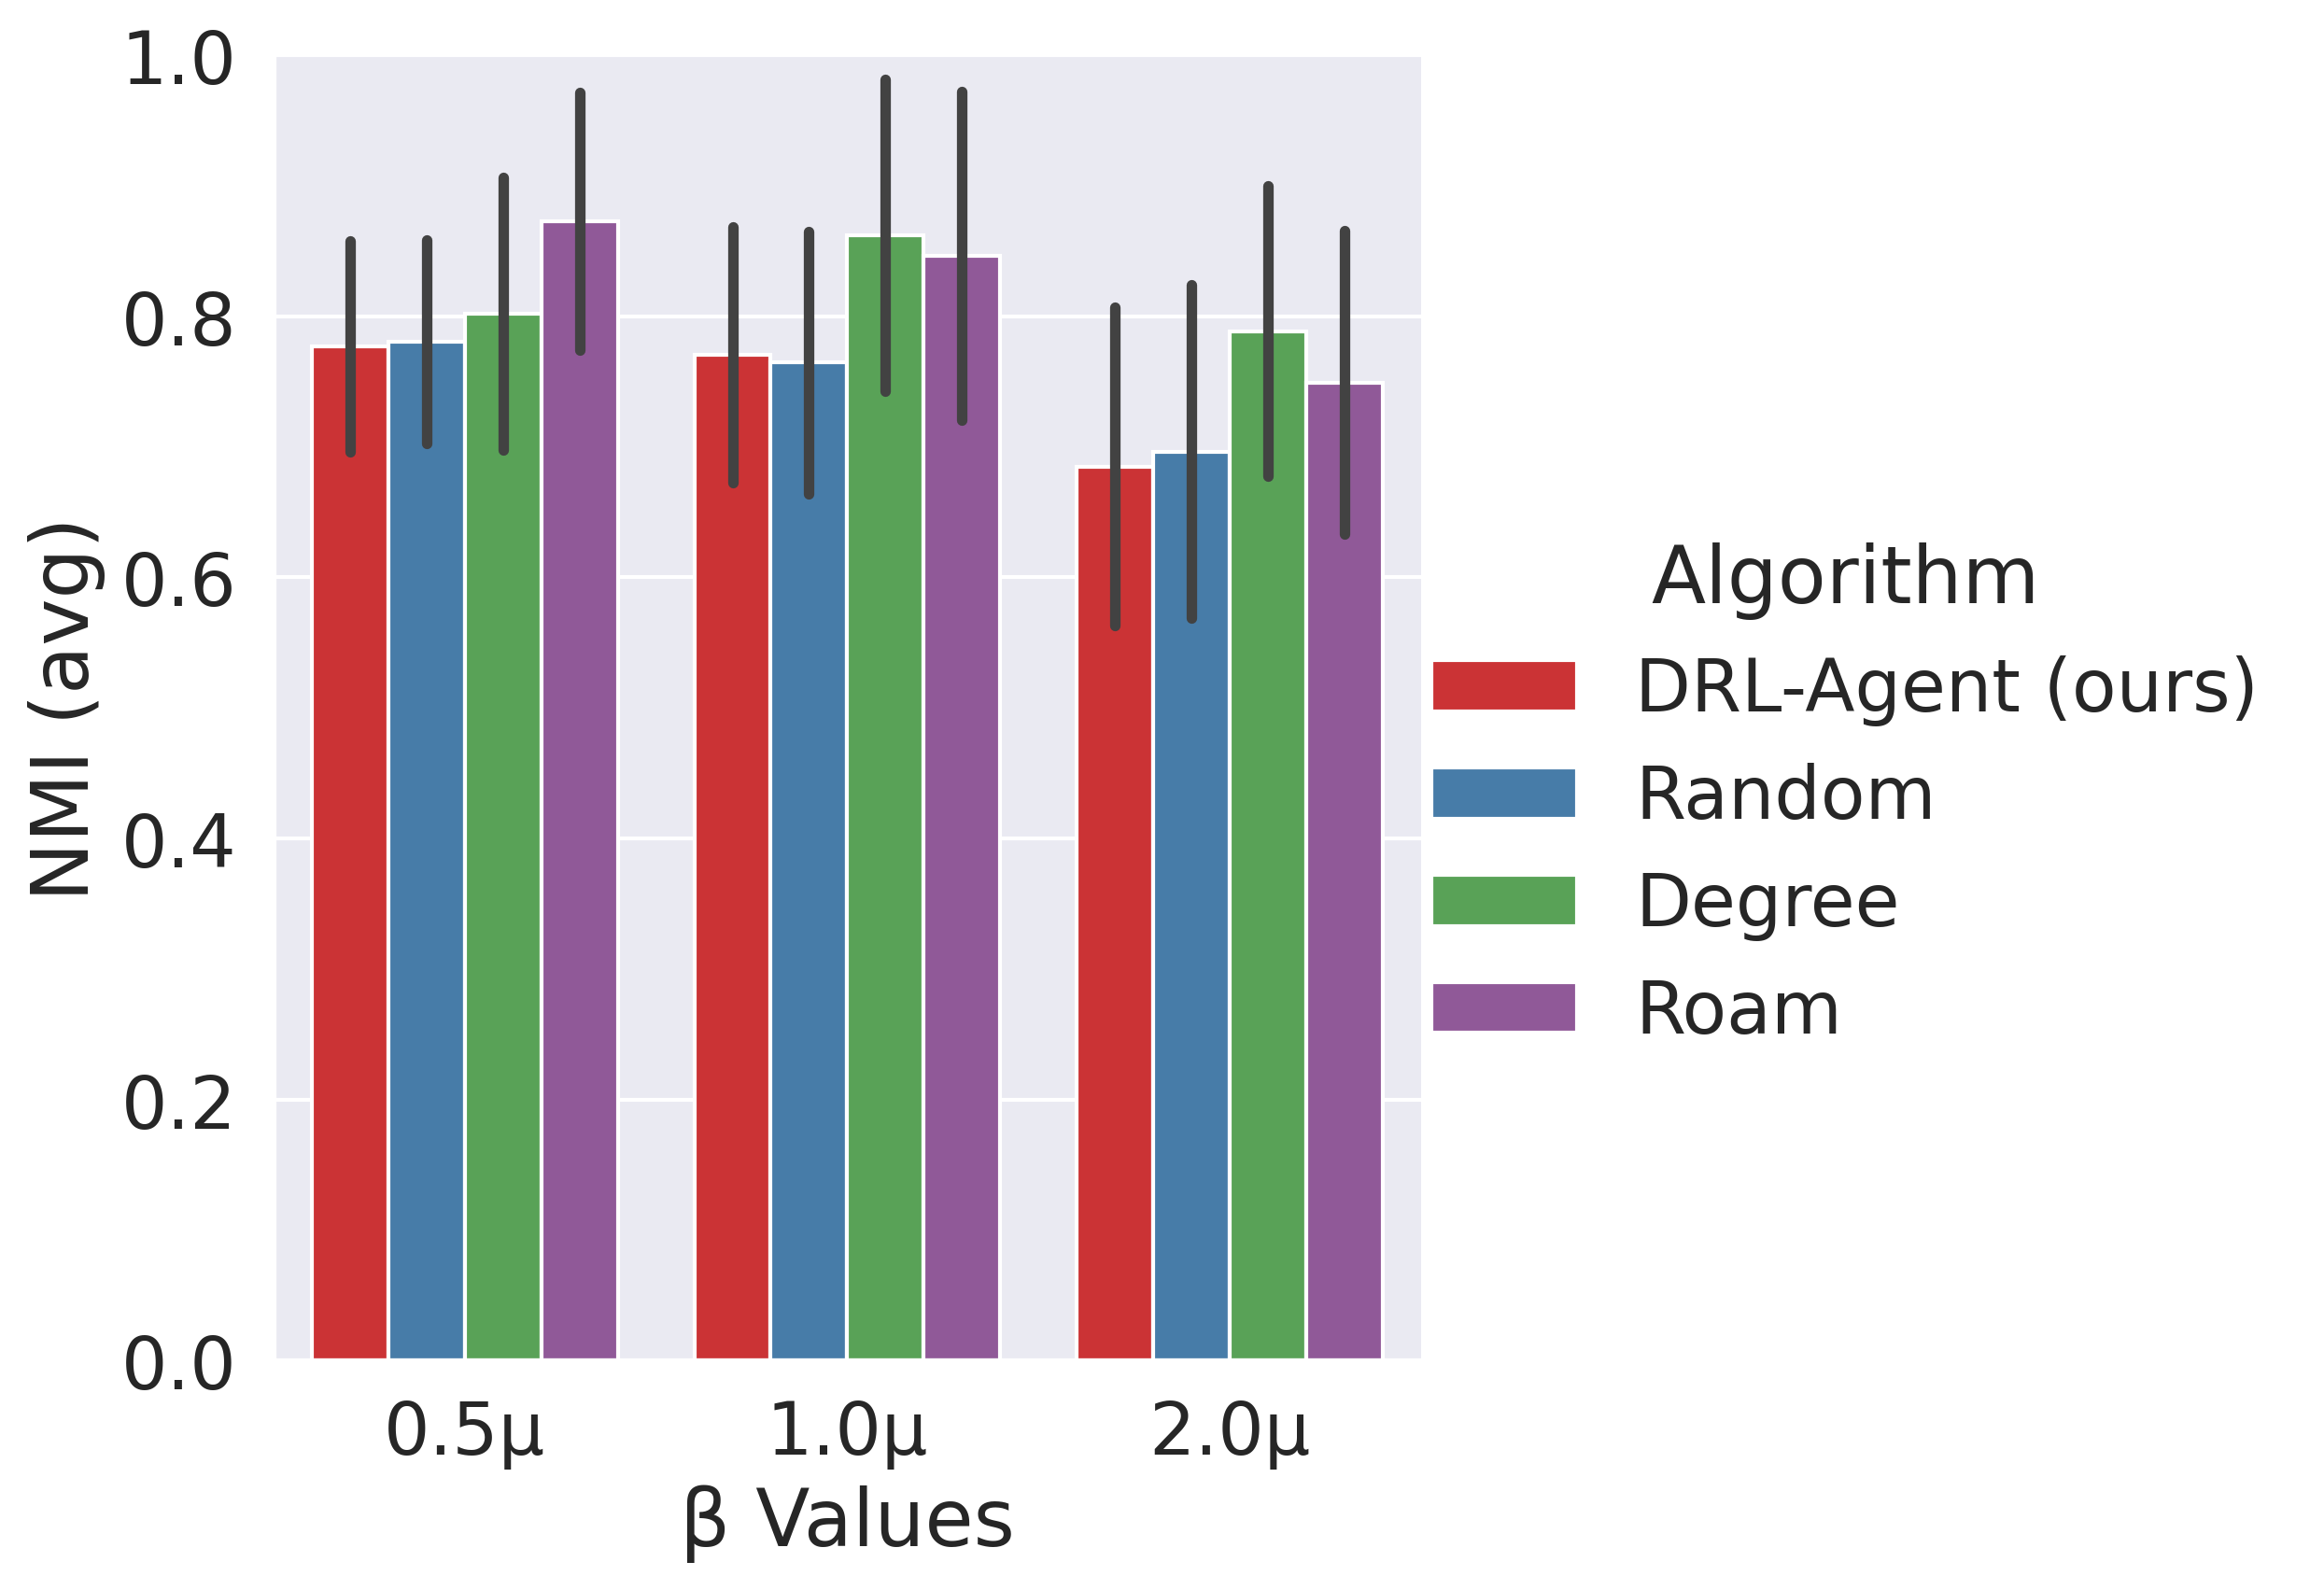 1.0
0.8
0.6
0.4
0.2
0.0
NMI (avg)
0.5μ 1.0μ 2.0μ
β Values
Algorithm
DRL-Agent (ours)
Random
Degree
Roam